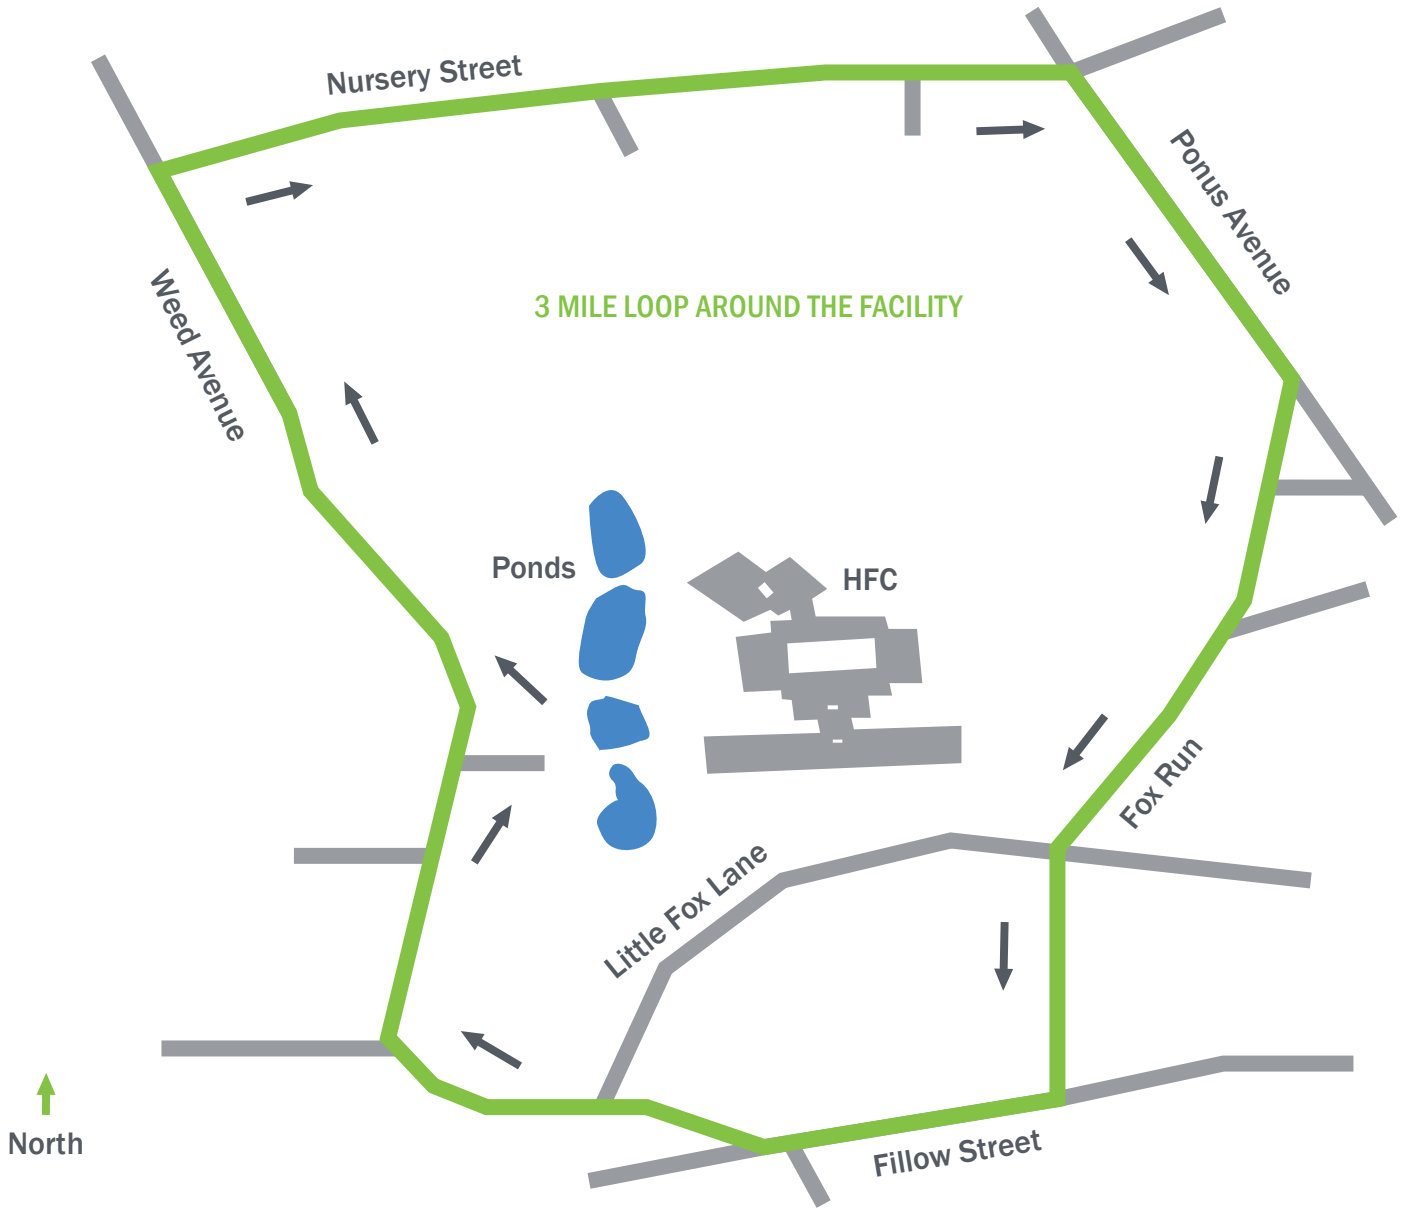 Nursery Street
Ponus Avenue
Weed Avenue
3 MILE LOOP AROUND THE FACILITY
Ponds
HFC
Fox Run
Little Fox Lane
North
Fillow Street